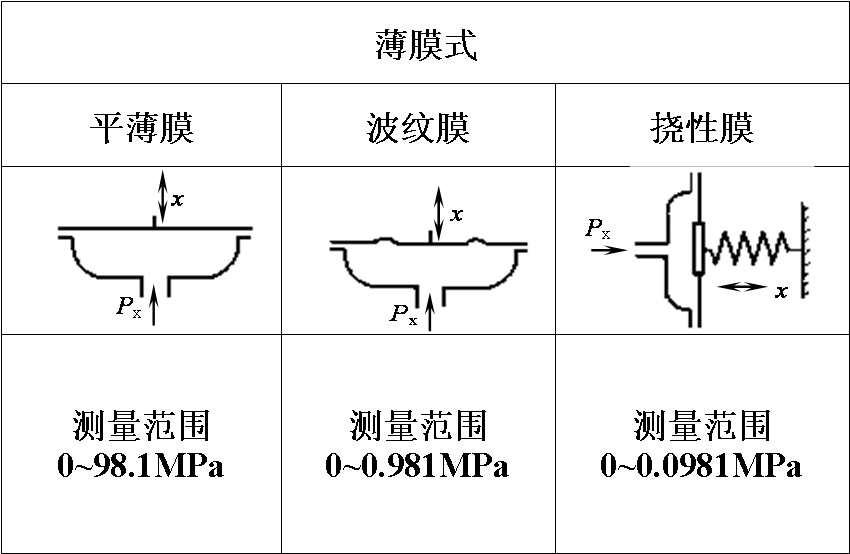 薄膜式
平薄膜
波纹膜
挠性膜
x
Px
x
Px
Px
x
测量范围
0~98.1MPa
测量范围
0~0.981MPa
测量范围
0~0.0981MPa